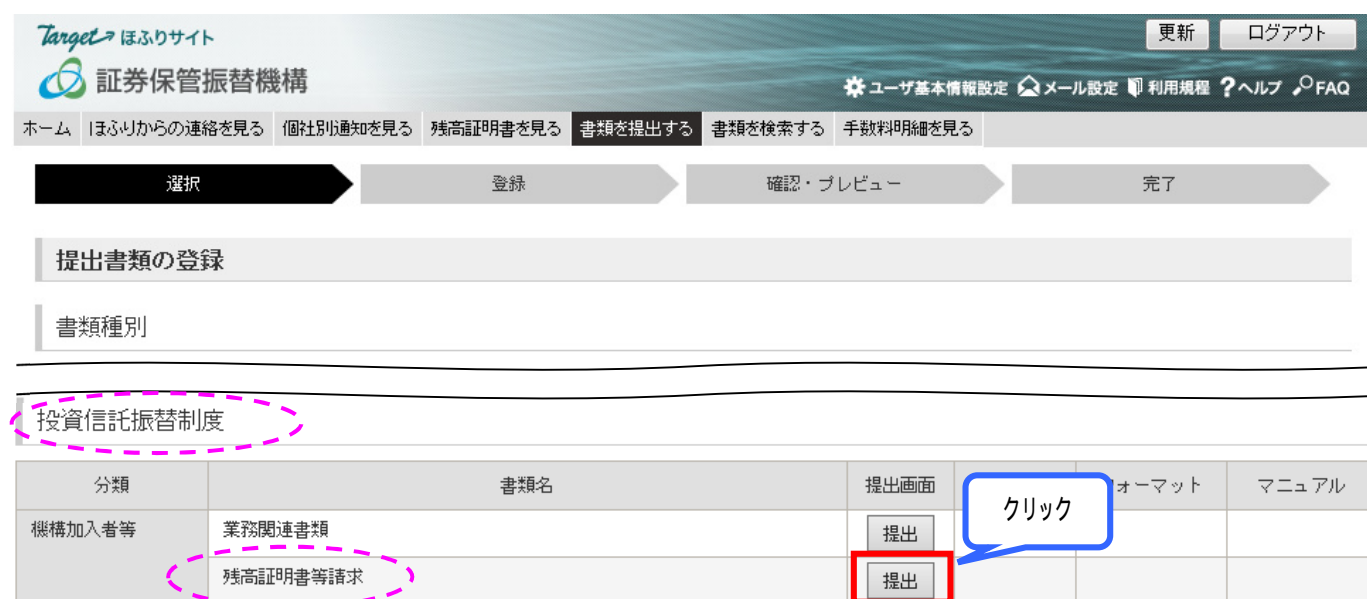 Target ほふりサイト
更新 ログアウト
証券保管振替機構
ユーザ基本情報設定 メール設定 利用規程 ?ヘルプ FAQ
ホーム ほふりからの連絡を見る 個社別通知を見る 残高証明書を見る 書類を提出する 書類を検索する 手数料明細を見る
選択 登録 確認・プレビュー 完了
提出書類の登録
書類種別
投資信託振替制度
分類 書類名 提出画面 ォーマット マニュアル
クリック
機構加入者等 業務関連書類 提出
残高証明書等請求 提出